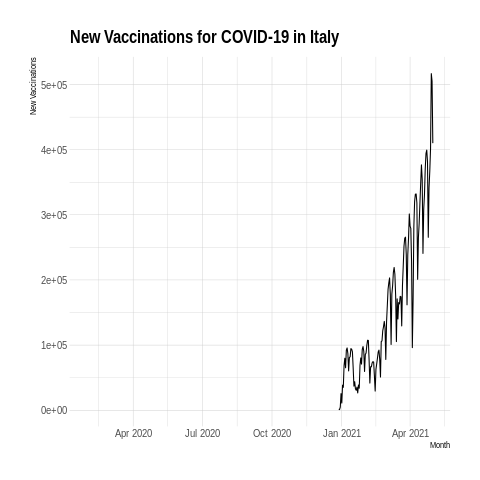 New Vaccinations for COVID-19 in Italy
New Vaccinations
5e+05
4e+05
3e+05
2e+05
1e+05
0e+00
Apr 2020 Jul 2020 Oct 2020 Jan 2021 Apr 2021
Month